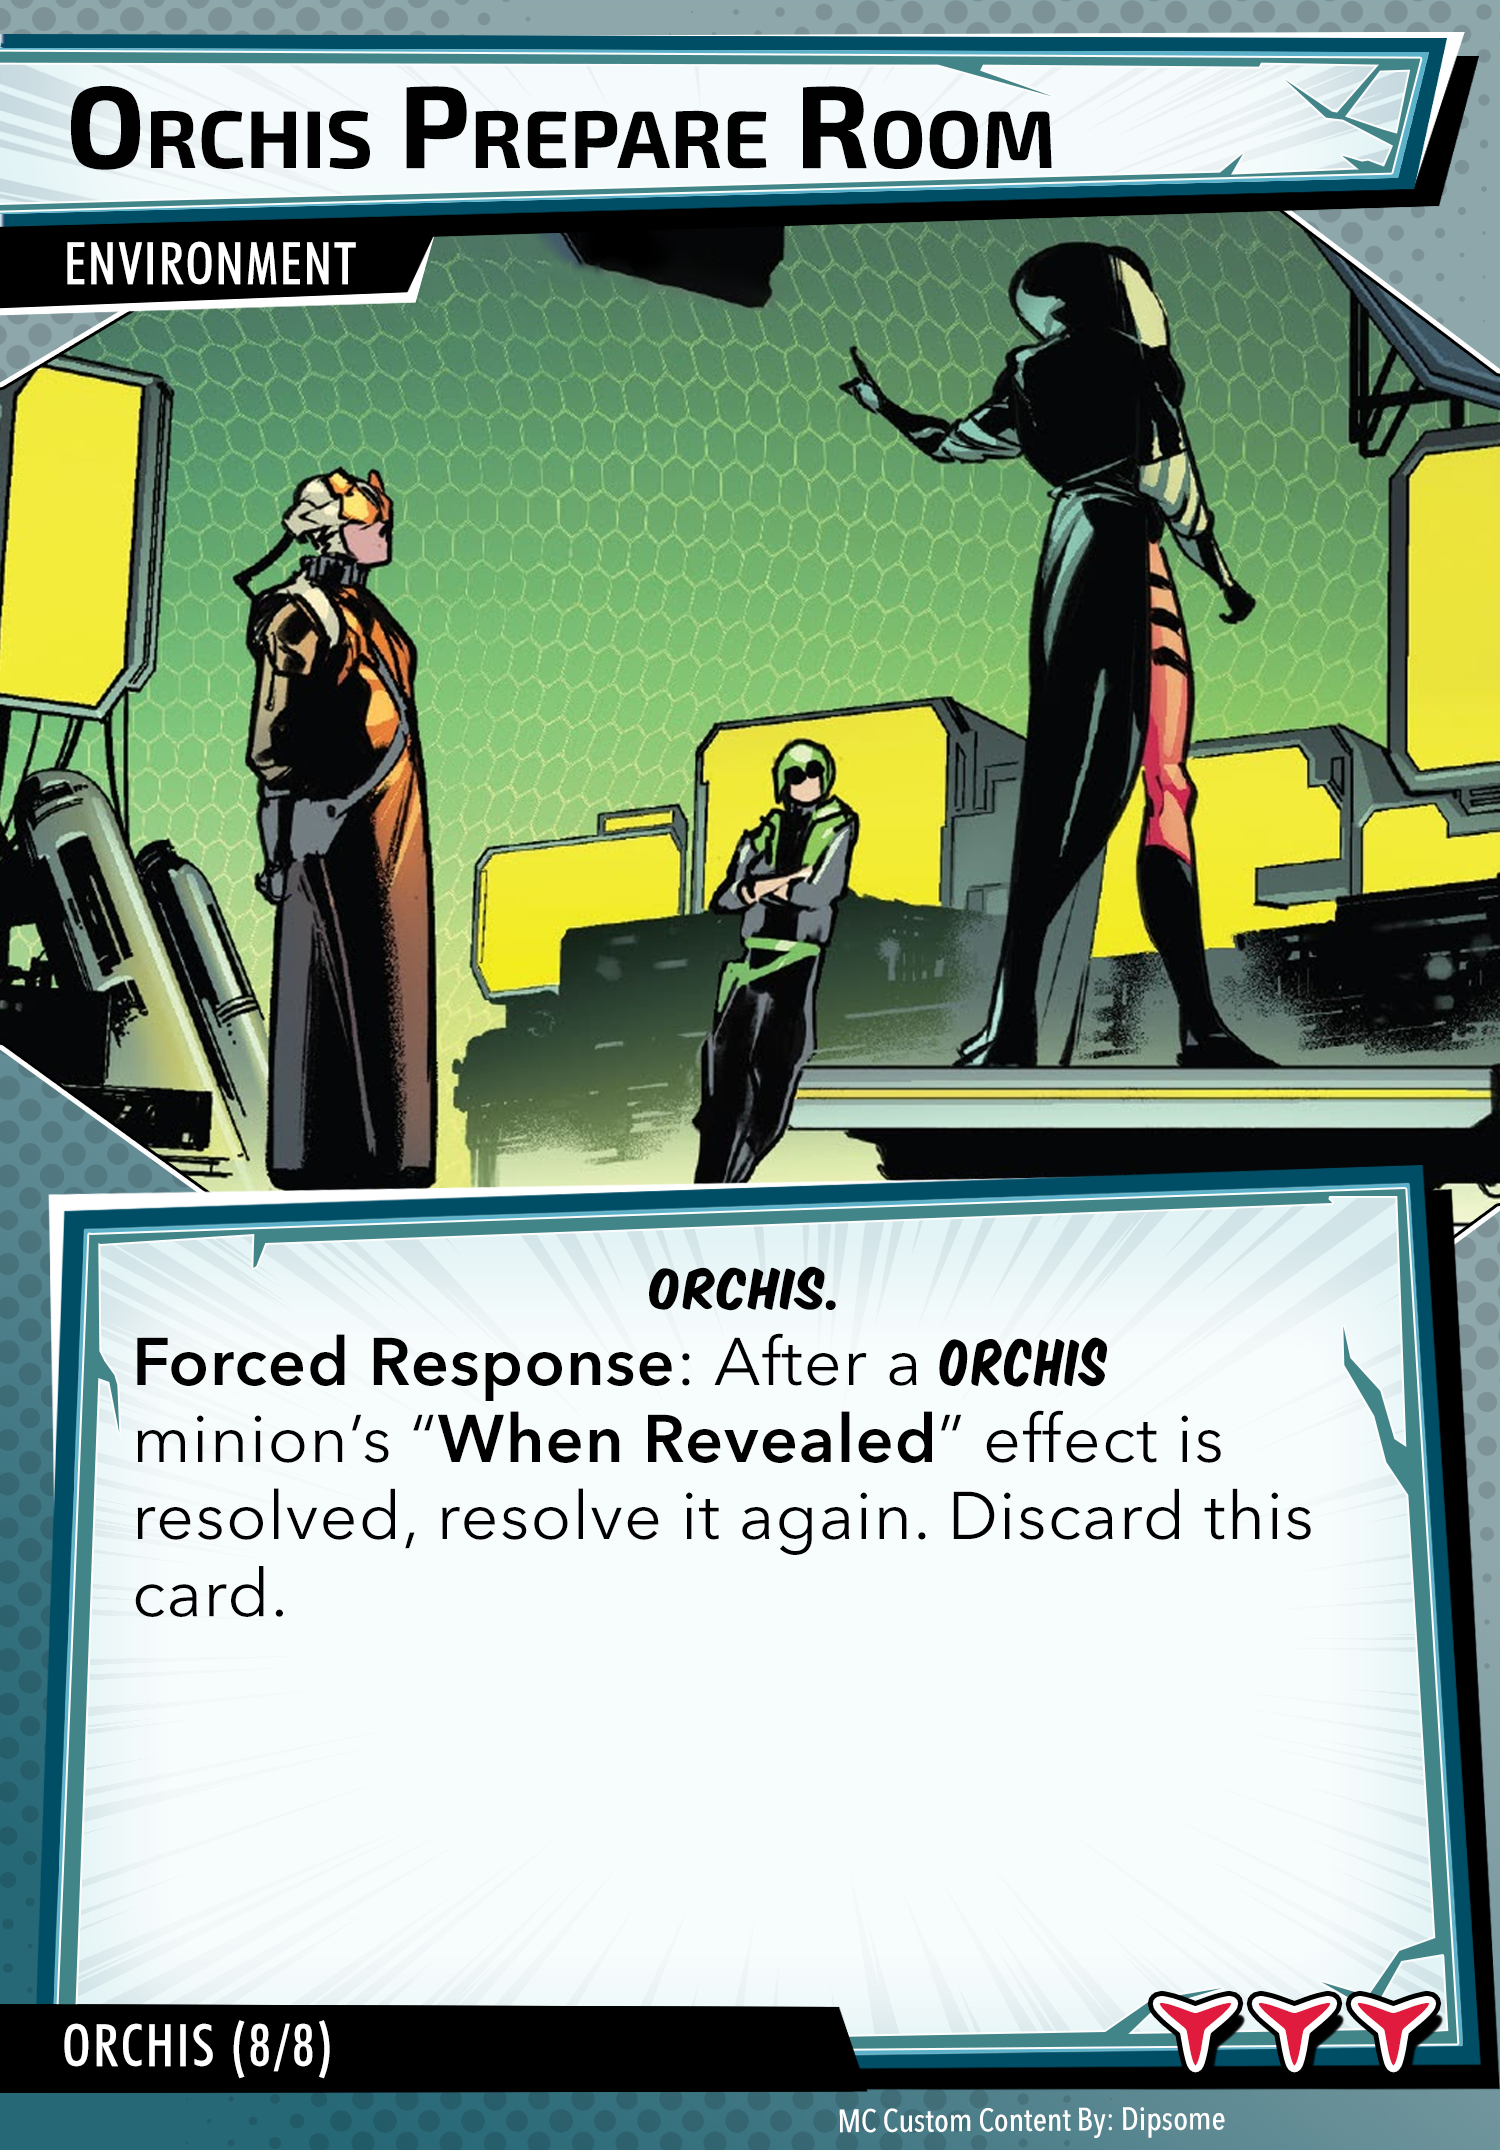 Orchis Prepare Room
ENVIRONMENT
ORCHIS.
Forced Response: After a ORCHIS
minion’s “When Revealed” effect is
resolved, resolve it again. Discard this
card.
ORCHIS (8/8)
MC Custom Content By: Dipsome